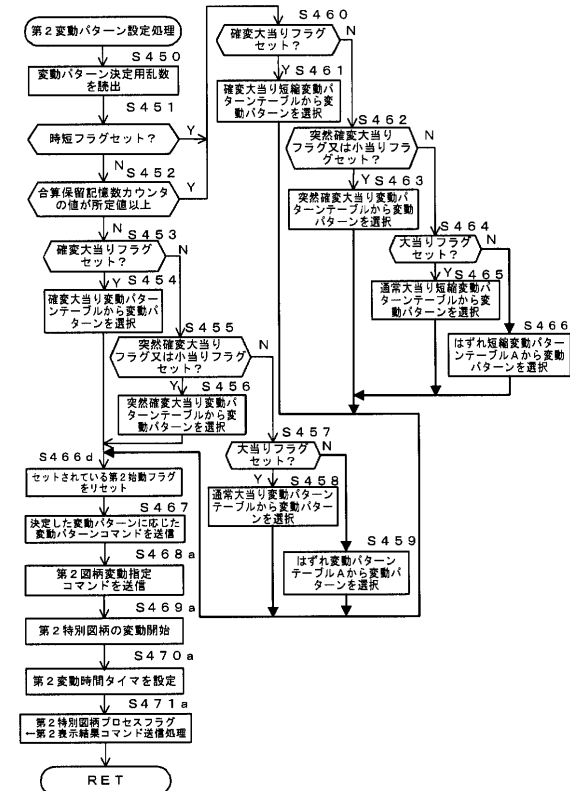 第２変動パターン設定処理
Ｓ４５０
変動パターン決定用乱数
を読出
Ｓ４５１
時短フラグセット？
Ｙ
Ｎ
Ｓ４５２
合算保留記憶数カウンタ
の値が所定値以上
Ｙ
Ｎ
Ｓ４５３
確変大当りフラグ
セット？
Ｎ
Ｙ
Ｓ４５４
確変大当り変動パター
ンテーブルから変動パ
ターンを選択
Ｓ４５５
突然確変大当り
フラグ又は小当りフラグ
セット？
Ｎ
Ｙ
Ｓ４５６
突然確変大当り変動パ
ターンテーブルから変
動パターンを選択
Ｓ４５７
大当りフラグ
セット？
Ｎ
Ｙ
Ｓ４５８
通常大当り変動パターン
テーブルから変動パター
ンを選択
Ｓ４５９
はずれ変動パターン
テーブルＡから変動パ
ターンを選択
Ｓ４６０
確変大当りフラグ
セット？
Ｎ
Ｙ
Ｓ４６１
確変大当り短縮変動パ
ターンテーブルから変
動パターンを選択
Ｓ４６２
突然確変大当り
フラグ又は小当りフラ
グセット？
Ｎ
Ｙ
Ｓ４６３
突然確変大当り変動パ
ターンテーブルから変動
パターンを選択
Ｓ４６４
大当りフラグ
セット？
Ｎ
Ｙ
Ｓ４６５
通常大当り短縮変動パ
ターンテーブルから変
動パターンを選択
Ｓ４６６
はずれ短縮変動パター
ンテーブルＡから変動
パターンを選択
Ｓ４６６ｄ
セットされている第２始動フラグ
をリセット
Ｓ４６７
決定した変動パターンに応じた
変動パターンコマンドを送信
Ｓ４６８ａ
第２図柄変動指定
コマンドを送信
Ｓ４６９ａ
第２特別図柄の変動開始
Ｓ４７０ａ
第２変動時間タイマを設定
Ｓ４７１ａ
第２特別図柄プロセスフラグ
←第２表示結果コマンド送信処理
ＲＥＴ